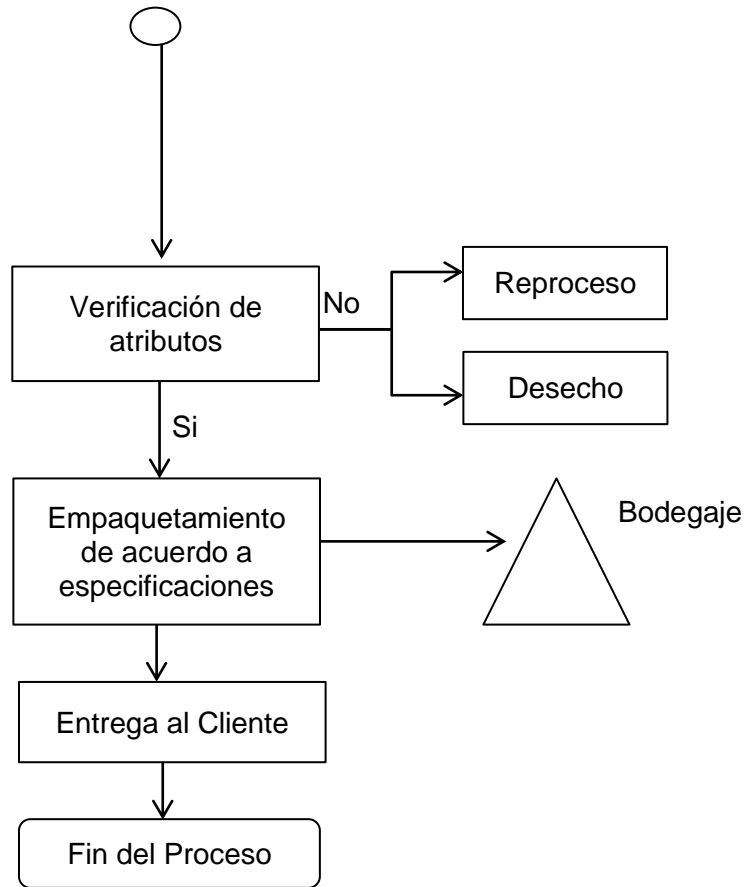 Verificación de
atributos
No
Reproceso
Desecho
Si
Empaquetamiento
de acuerdo a
especificaciones
Bodegaje
Entrega al Cliente
Fin del Proceso